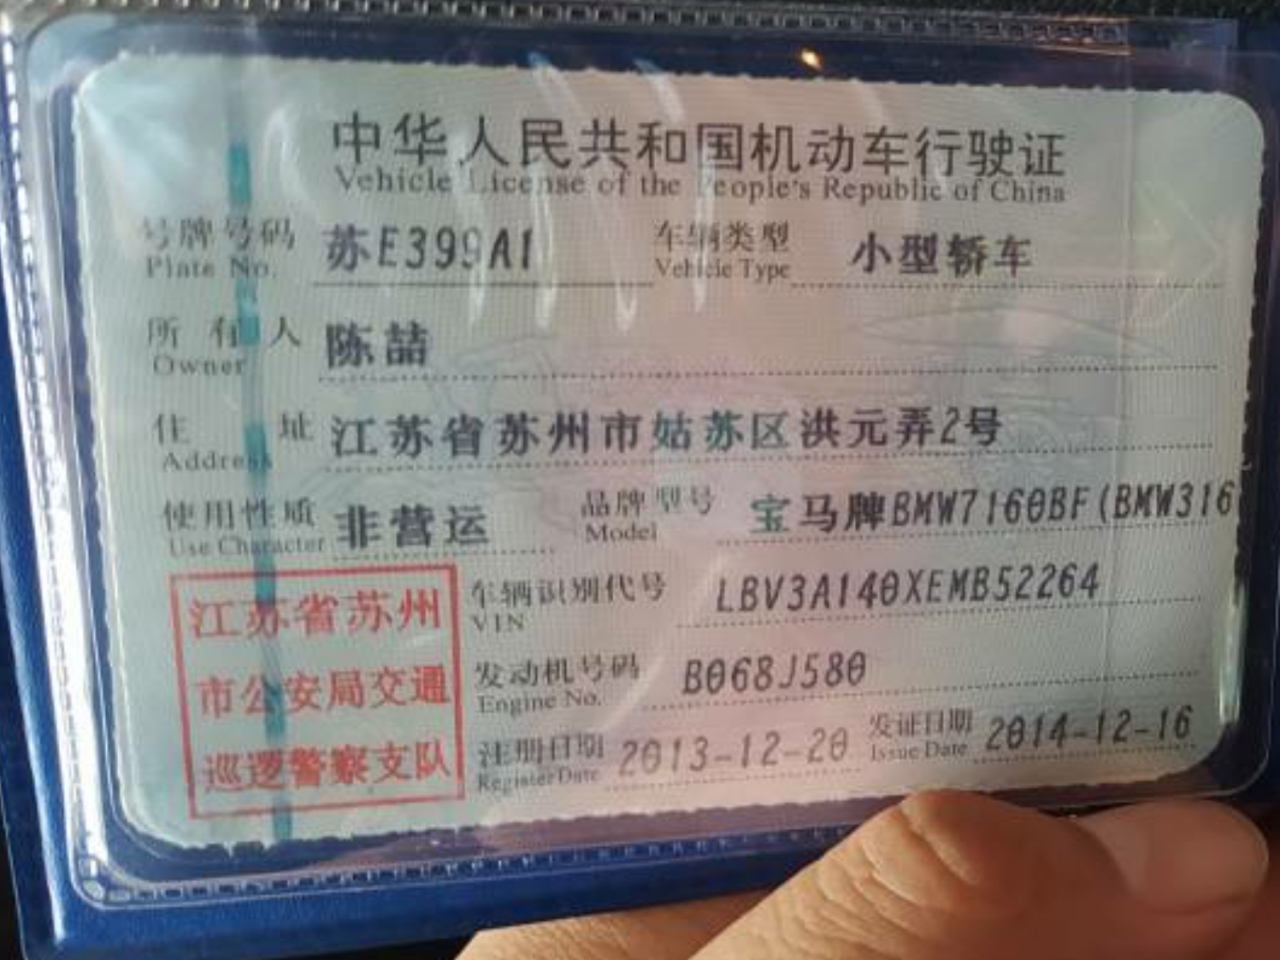 中华人民共和国机动车行驶证
Vehicle License of the People's Republic of China
号牌号码 苏E399A1 车辆类型 小型轿车
Plate No. Vehicle Type
所有人 陈喆
Owner
住址 江苏省苏州市姑苏区洪元弄2号
Address
使用性质 非营运 品牌型号 宝马牌BMW7160BF(BMW316
Use Character Model
江苏省苏州
市公安局交通
巡逻警察支队
车辆识别代号 LBV3A140XEMB52264
VIN
发动机号码 B068J580
Engine No.
注册日期 2013-12-20 发证日期 2014-12-16
Register Date Issue Date